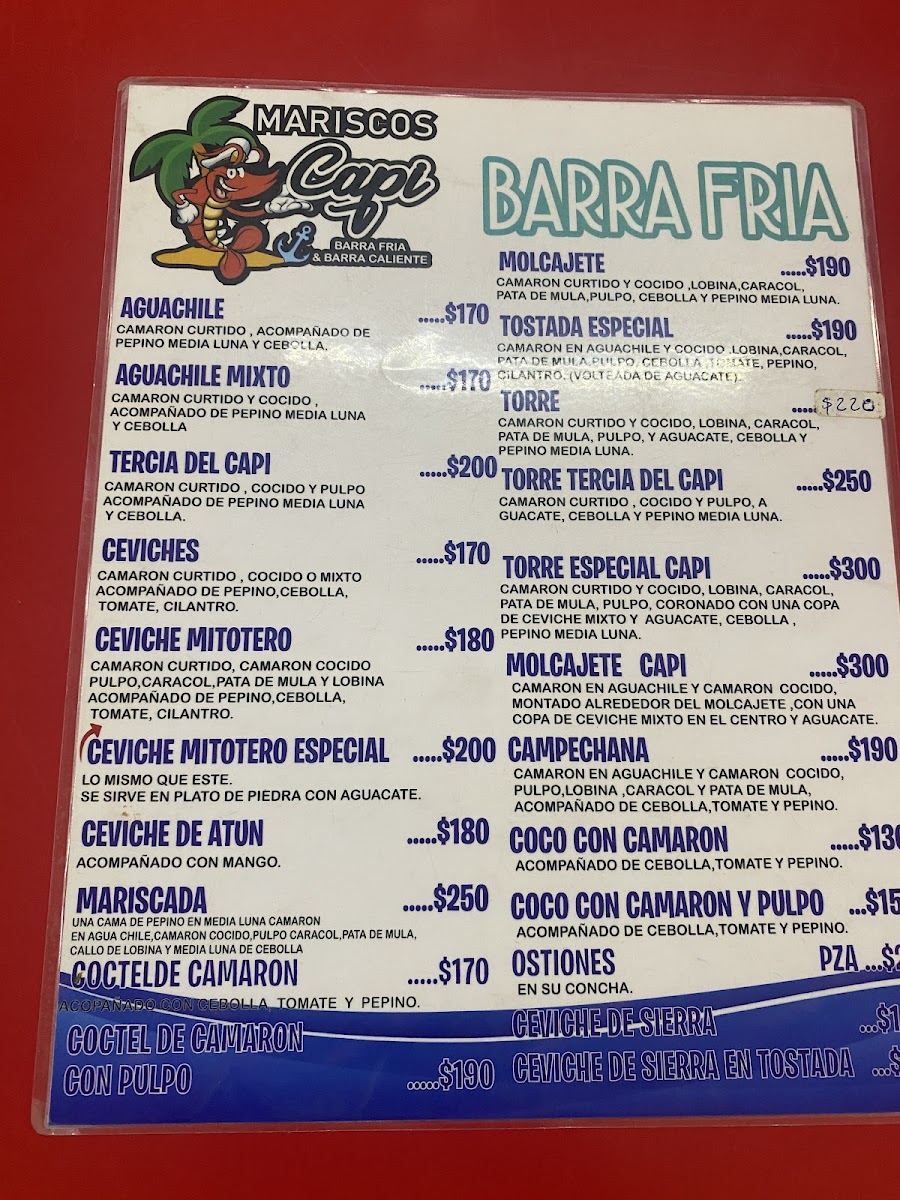 MARISCOS
Capi
BARRA FRIA
& BARRA CALIENTE
AGUACHILE .....$170
CAMARON CURTIDO , ACOMPAÑADO DE
PEPINO MEDIA LUNA Y CEBOLLA.
AGUACHILE MIXTO .....$170
CAMARON CURTIDO Y COCIDO ,
ACOMPAÑADO DE PEPINO MEDIA LUNA
Y CEBOLLA
TERCIA DEL CAPI .....$200
CAMARON CURTIDO , COCIDO Y PULPO
ACOMPAÑADO DE PEPINO MEDIA LUNA
Y CEBOLLA.
CEVICHES .....$170
CAMARON CURTIDO , COCIDO O MIXTO
ACOMPAÑADO DE PEPINO,CEBOLLA,
TOMATE, CILANTRO.
CEVICHE MITOTERO .....$180
CAMARON CURTIDO, CAMARON COCIDO
PULPO,CARACOL,PATA DE MULA Y LOBINA
ACOMPAÑADO DE PEPINO,CEBOLLA,
TOMATE, CILANTRO.
CEVICHE MITOTERO ESPECIAL .....$200
LO MISMO QUE ESTE.
SE SIRVE EN PLATO DE PIEDRA CON AGUACATE.
CEVICHE DE ATUN .....$180
ACOMPAÑADO CON MANGO.
MARISCADA .....$250
UNA CAMA DE PEPINO EN MEDIA LUNA CAMARON
EN AGUA CHILE,CAMARON COCIDO,PULPO CARACOL,PATA DE MULA,
CALLO DE LOBINA Y MEDIA LUNA DE CEBOLLA
COCTELDE CAMARON .....$170
ACOPAÑADO CON CEBOLLA, TOMATE Y PEPINO.
COCTEL DE CAMARON
CON PULPO .....$190
BARRA FRIA
MOLCAJETE .....$190
CAMARON CURTIDO Y COCIDO ,LOBINA,CARACOL,
PATA DE MULA,PULPO, CEBOLLA Y PEPINO MEDIA LUNA.
TOSTADA ESPECIAL .....$190
CAMARON EN AGUACHILE Y COCIDO ,LOBINA,CARACOL,
PATA DE MULA,PULPO, CEBOLLA ,TOMATE, PEPINO,
CILANTRO. (VOLTEADA DE AGUACATE).
TORRE .....$220
CAMARON CURTIDO Y COCIDO, LOBINA, CARACOL,
PATA DE MULA, PULPO, Y AGUACATE, CEBOLLA Y
PEPINO MEDIA LUNA.
TORRE TERCIA DEL CAPI .....$250
CAMARON CURTIDO , COCIDO Y PULPO, A
GUACATE, CEBOLLA Y PEPINO MEDIA LUNA.
TORRE ESPECIAL CAPI .....$300
CAMARON CURTIDO Y COCIDO, LOBINA, CARACOL,
PATA DE MULA, PULPO, CORONADO CON UNA COPA
DE CEVICHE MIXTO Y AGUACATE, CEBOLLA ,
PEPINO MEDIA LUNA.
MOLCAJETE CAPI .....$300
CAMARON EN AGUACHILE Y CAMARON COCIDO,
MONTADO ALREDEDOR DEL MOLCAJETE ,CON UNA
COPA DE CEVICHE MIXTO EN EL CENTRO Y AGUACATE.
CAMPECHANA .....$190
CAMARON EN AGUACHILE Y CAMARON COCIDO,
PULPO,LOBINA ,CARACOL Y PATA DE MULA,
ACOMPAÑADO DE CEBOLLA,TOMATE Y PEPINO.
COCO CON CAMARON .....$130
ACOMPAÑADO DE CEBOLLA,TOMATE Y PEPINO.
COCO CON CAMARON Y PULPO ...$15
ACOMPAÑADO DE CEBOLLA,TOMATE Y PEPINO.
OSTIONES PZA ...$2
EN SU CONCHA.
CEVICHE DE SIERRA ...$1
CEVICHE DE SIERRA EN TOSTADA ...$